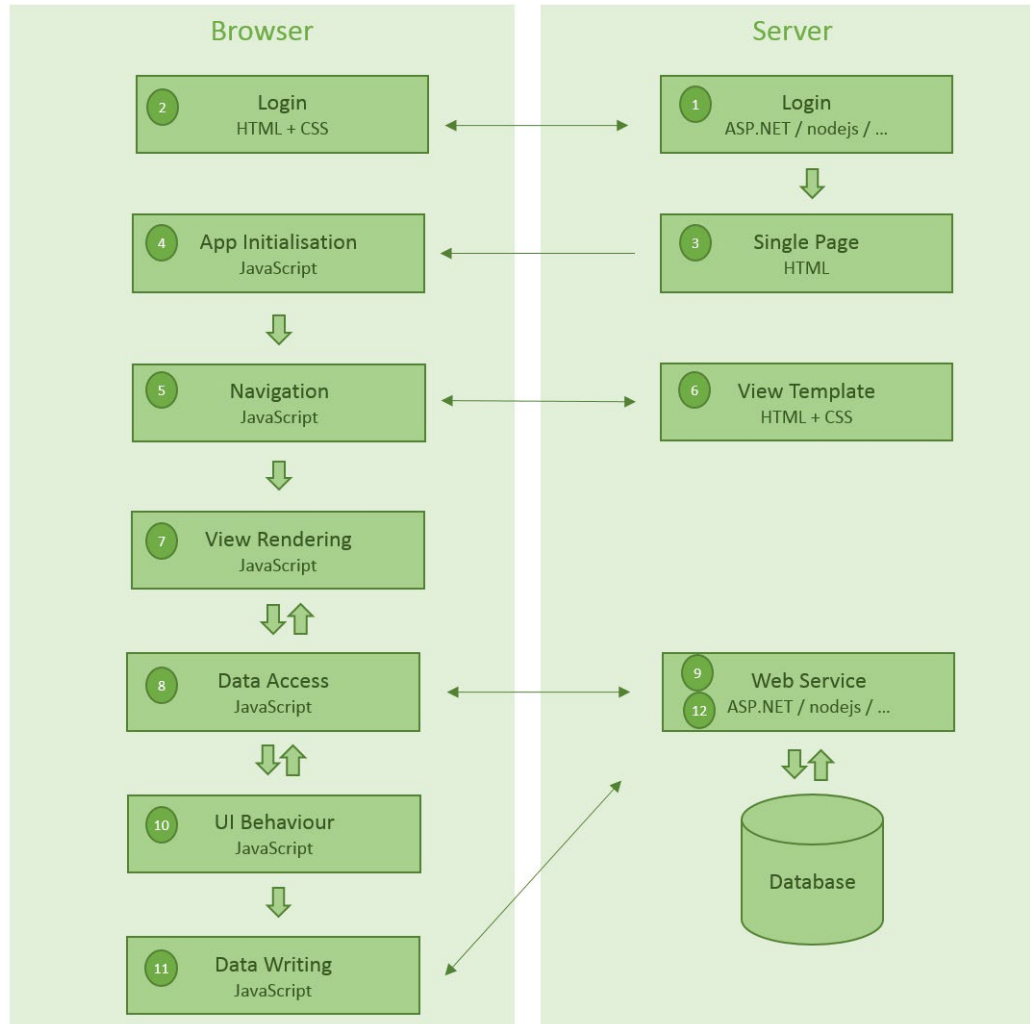 Browser
Server
2
Login
HTML + CSS
1
Login
ASP.NET / nodejs / ...
4
App Initialisation
JavaScript
3
Single Page
HTML
5
Navigation
JavaScript
6
View Template
HTML + CSS
7
View Rendering
JavaScript
8
Data Access
JavaScript
9
Web Service
12
ASP.NET / nodejs / ...
10
UI Behaviour
JavaScript
Database
11
Data Writing
JavaScript